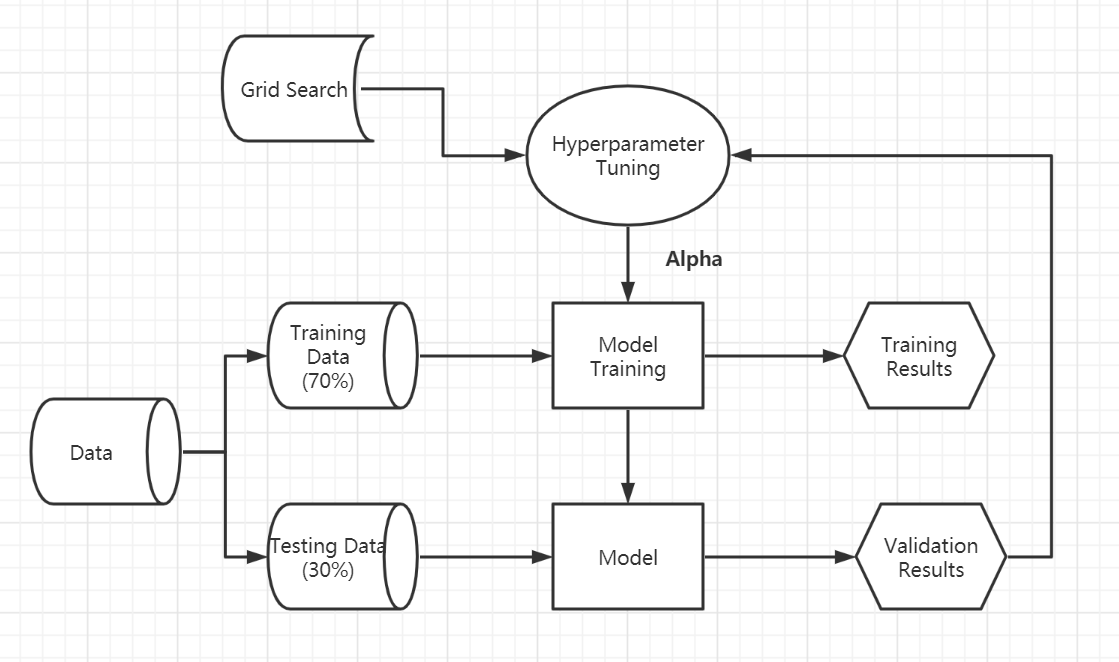 Grid Search
Hyperparameter
Tuning
Alpha
Training
Data
(70%)
Model
Training
Training
Results
Data
Testing Data
(30%)
Model
Validation
Results